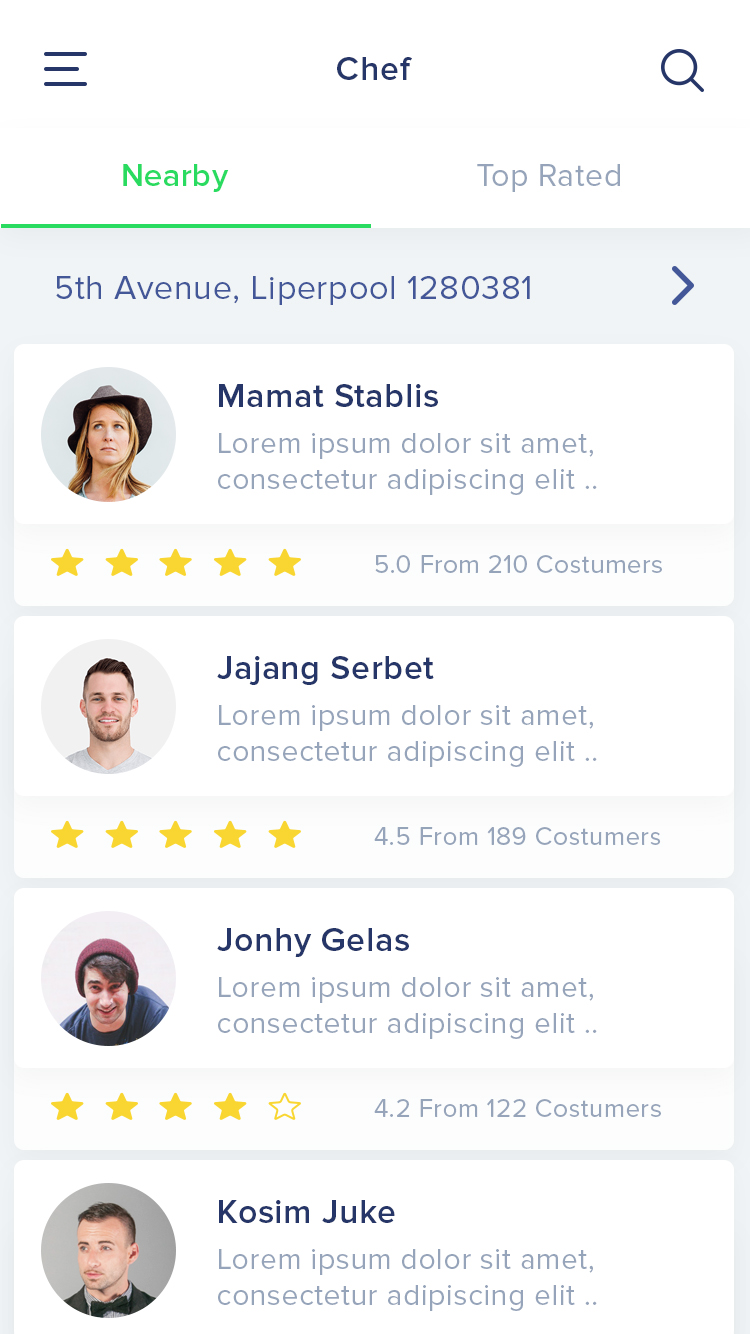 Chef
Nearby
Top Rated
5th Avenue, Liperpool 1280381
Mamat Stablis
Lorem ipsum dolor sit amet,
consectetur adipiscing elit ..
5.0 From 210 Costumers
Jajang Serbet
Lorem ipsum dolor sit amet,
consectetur adipiscing elit ..
4.5 From 189 Costumers
Jonhy Gelas
Lorem ipsum dolor sit amet,
consectetur adipiscing elit ..
4.2 From 122 Costumers
Kosim Juke
Lorem ipsum dolor sit amet,
consectetur adipiscing elit ..